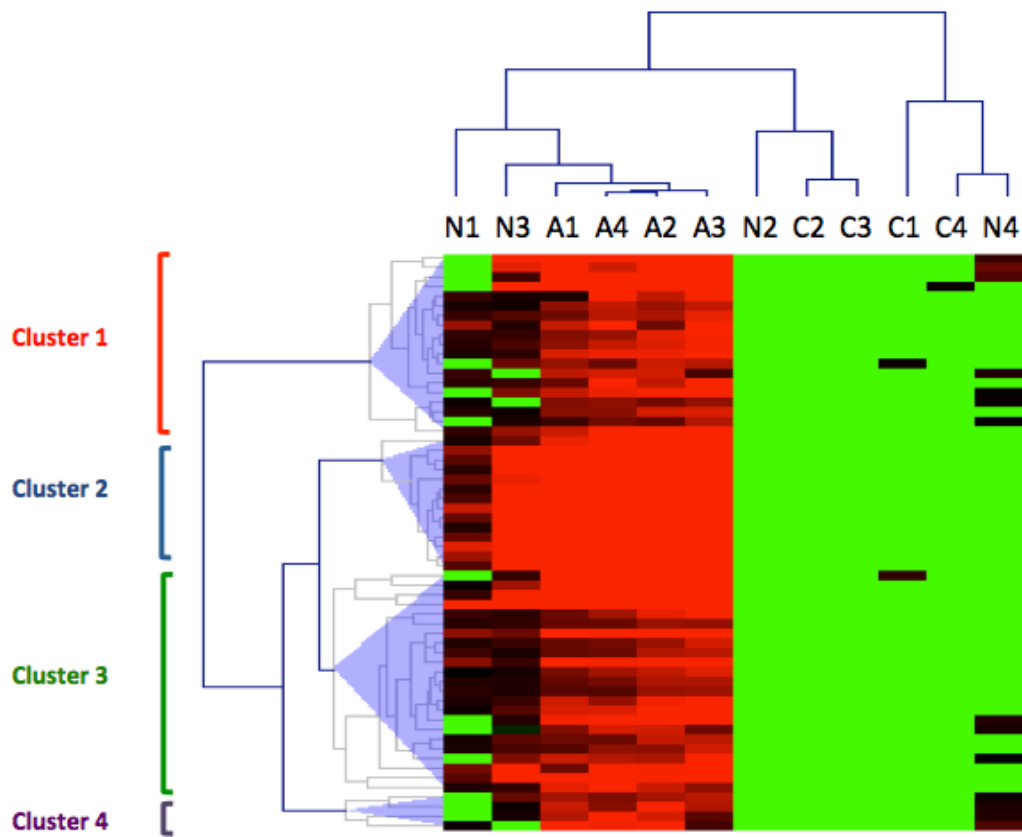 N1 N3 A1 A4 A2 A3 N2 C2 C3 C1 C4 N4
Cluster 1
Cluster 2
Cluster 3
Cluster 4